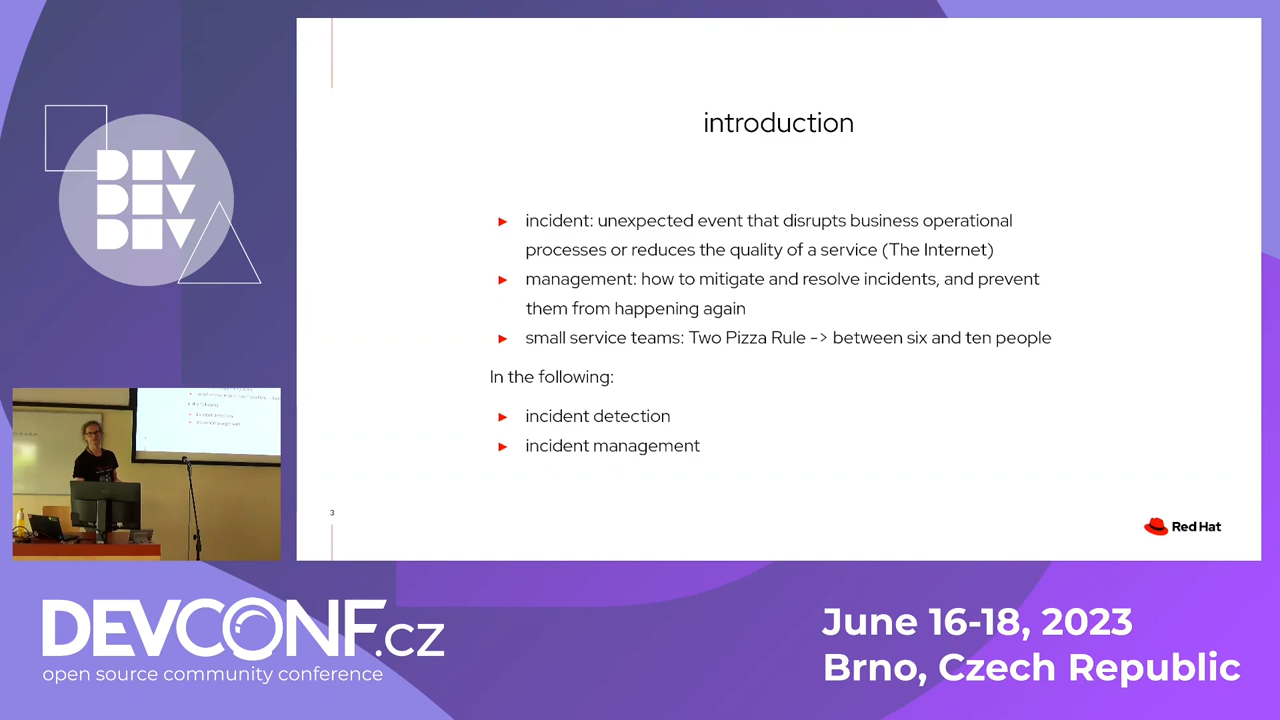 DEV
DEV
DEV
introduction
► incident: unexpected event that disrupts business operational
processes or reduces the quality of a service (The Internet)
► management: how to mitigate and resolve incidents, and prevent
them from happening again
► small service teams: Two Pizza Rule -> between six and ten people
In the following:
► incident detection
► incident management
3
Red Hat
DEVCONF.cz
open source community conference
June 16-18, 2023
Brno, Czech Republic